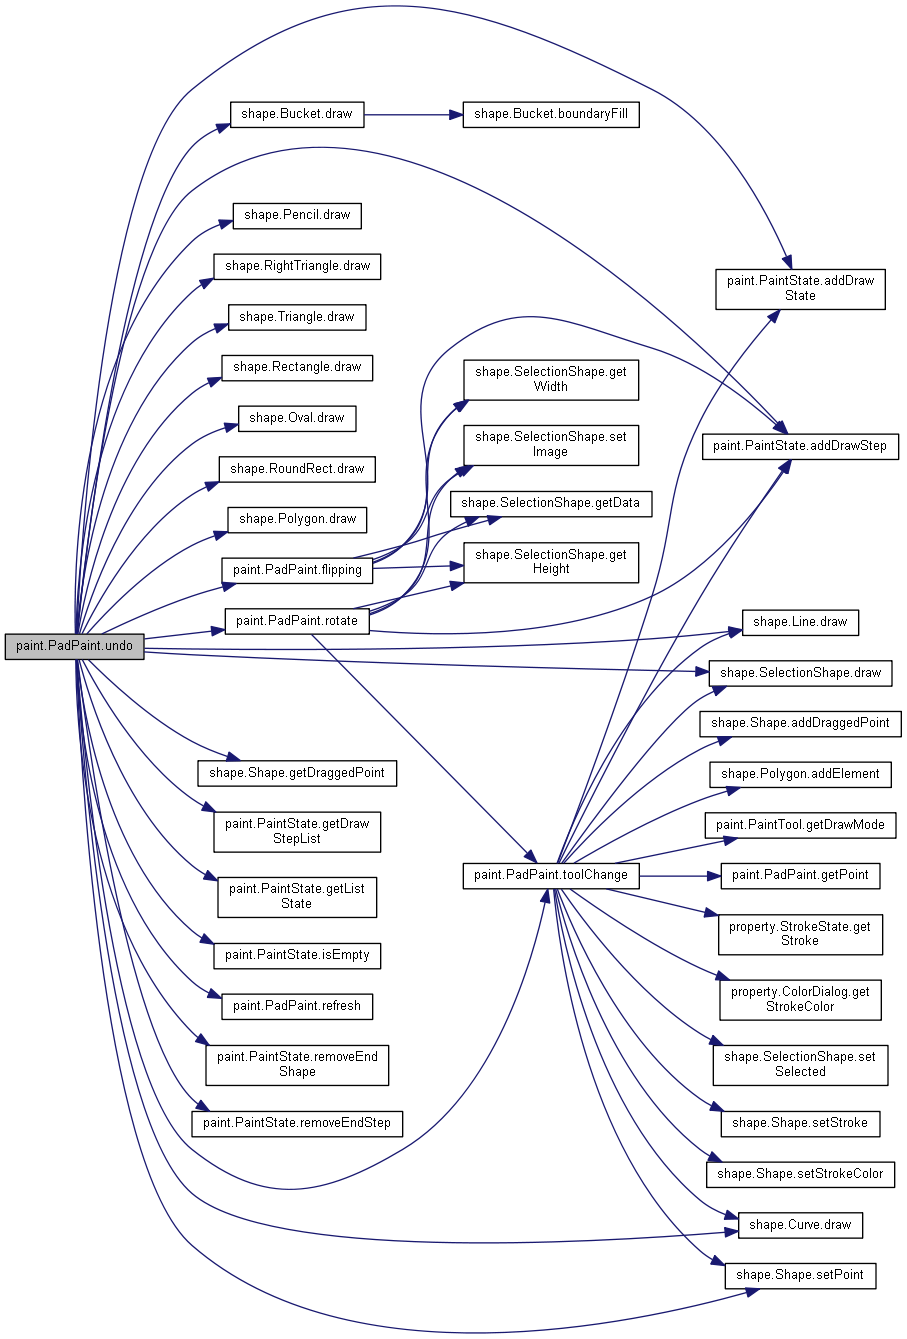 shape.Bucket.draw
shape.Bucket.boundaryFill
shape.Pencil.draw
shape.RightTriangle.draw
paint.PaintState.addDraw
State
shape.Triangle.draw
shape.Rectangle.draw
shape.SelectionShape.get
Width
shape.Oval.draw
shape.SelectionShape.set
Image
paint.PaintState.addDrawStep
shape.RoundRect.draw
shape.SelectionShape.getData
shape.Polygon.draw
shape.SelectionShape.get
Height
paint.PadPaint.flipping
paint.PadPaint.rotate
shape.Line.draw
paint.PadPaint.undo
shape.SelectionShape.draw
shape.Shape.addDraggedPoint
shape.Shape.getDraggedPoint
shape.Polygon.addElement
paint.PaintState.getDraw
StepList
paint.PaintTool.getDrawMode
paint.PadPaint.toolChange
paint.PadPaint.getPoint
paint.PaintState.getList
State
property.StrokeState.get
Stroke
paint.PaintState.isEmpty
property.ColorDialog.get
StrokeColor
paint.PadPaint.refresh
paint.PaintState.removeEnd
Shape
shape.SelectionShape.set
Selected
paint.PaintState.removeEndStep
shape.Shape.setStroke
shape.Shape.setStrokeColor
shape.Curve.draw
shape.Shape.setPoint